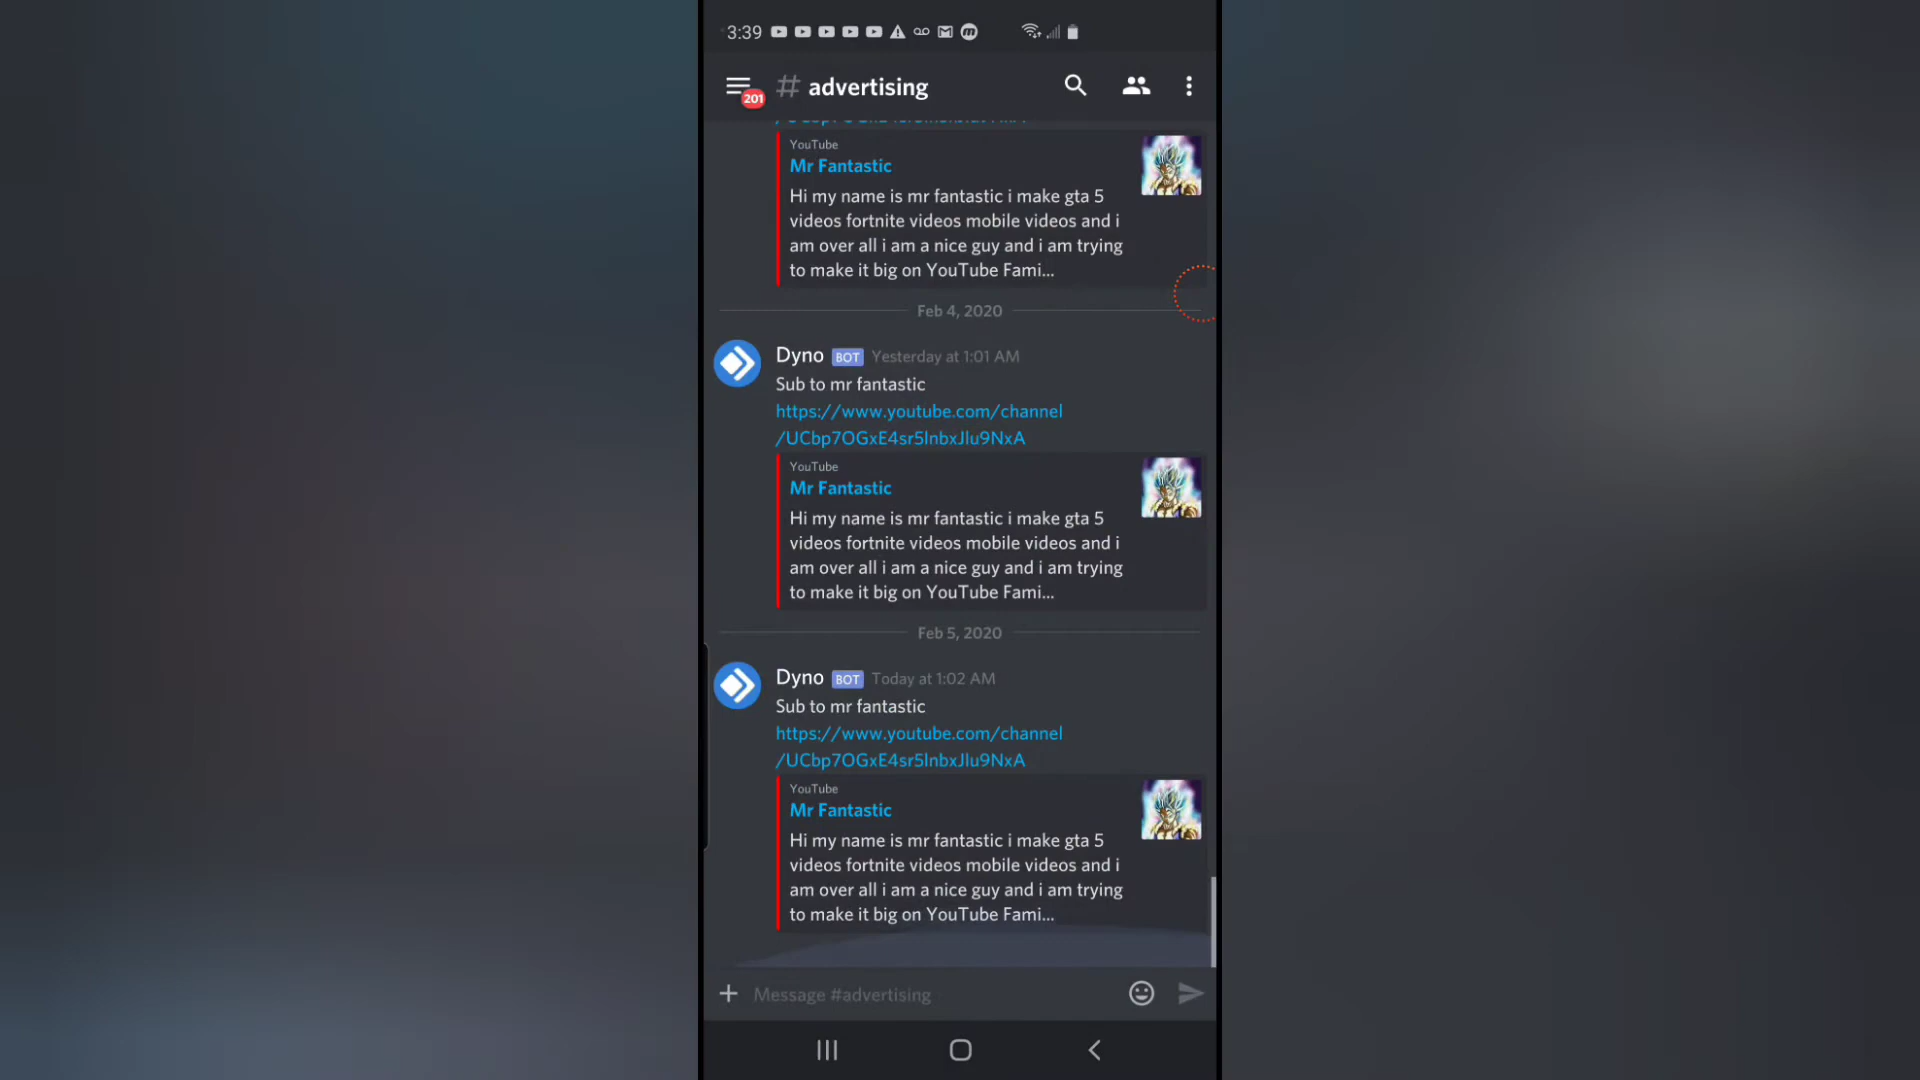 3:39
201
# advertising
YouTube
Mr Fantastic
Hi my name is mr fantastic i make gta 5
videos fortnite videos mobile videos and i
am over all i am a nice guy and i am trying
to make it big on YouTube Fami...
Feb 4, 2020
Dyno BOT Yesterday at 1:01 AM
Sub to mr fantastic
https://www.youtube.com/channel
/UCbp7OGxE4sr5lnbxJlu9NxA
YouTube
Mr Fantastic
Hi my name is mr fantastic i make gta 5
videos fortnite videos mobile videos and i
am over all i am a nice guy and i am trying
to make it big on YouTube Fami...
Feb 5, 2020
Dyno BOT Today at 1:02 AM
Sub to mr fantastic
https://www.youtube.com/channel
/UCbp7OGxE4sr5lnbxJlu9NxA
YouTube
Mr Fantastic
Hi my name is mr fantastic i make gta 5
videos fortnite videos mobile videos and i
am over all i am a nice guy and i am trying
to make it big on YouTube Fami...
Message #advertising